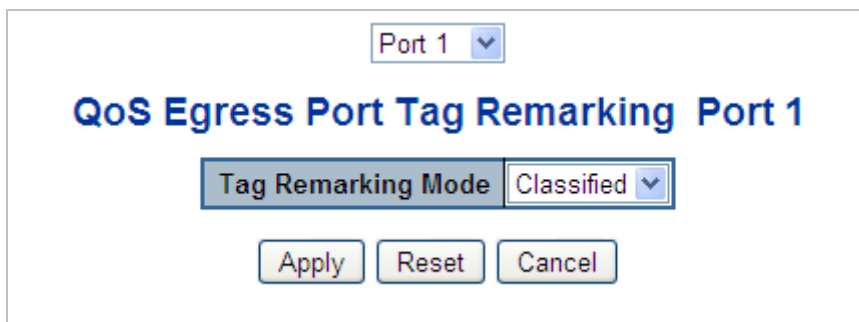 Port 1
QoS Egress Port Tag Remarking Port 1
Tag Remarking Mode Classified
Apply Reset Cancel